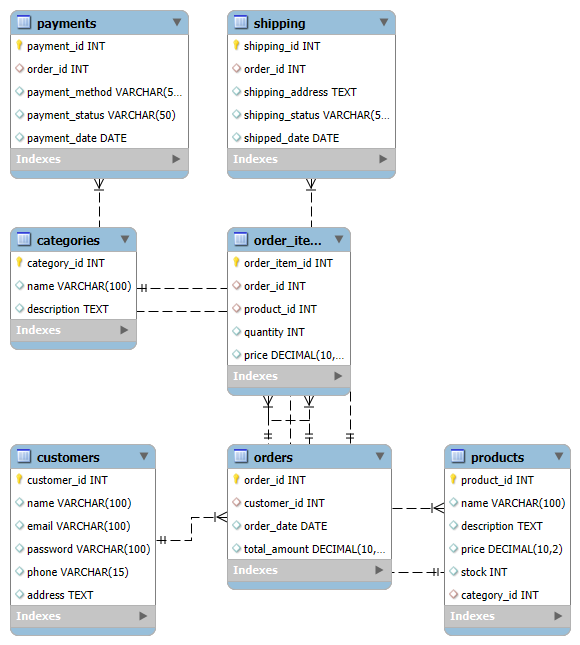 payments
payment_id INT
order_id INT
payment_method VARCHAR(5...
payment_status VARCHAR(50)
payment_date DATE
Indexes
shipping
shipping_id INT
order_id INT
shipping_address TEXT
shipping_status VARCHAR(5...
shipped_date DATE
Indexes
categories
category_id INT
name VARCHAR(100)
description TEXT
Indexes
order_ite...
order_item_id INT
order_id INT
product_id INT
quantity INT
price DECIMAL(10,...
Indexes
customers
customer_id INT
name VARCHAR(100)
email VARCHAR(100)
password VARCHAR(100)
phone VARCHAR(15)
address TEXT
Indexes
orders
order_id INT
customer_id INT
order_date DATE
total_amount DECIMAL(10,...
Indexes
products
product_id INT
name VARCHAR(100)
description TEXT
price DECIMAL(10,2)
stock INT
category_id INT
Indexes